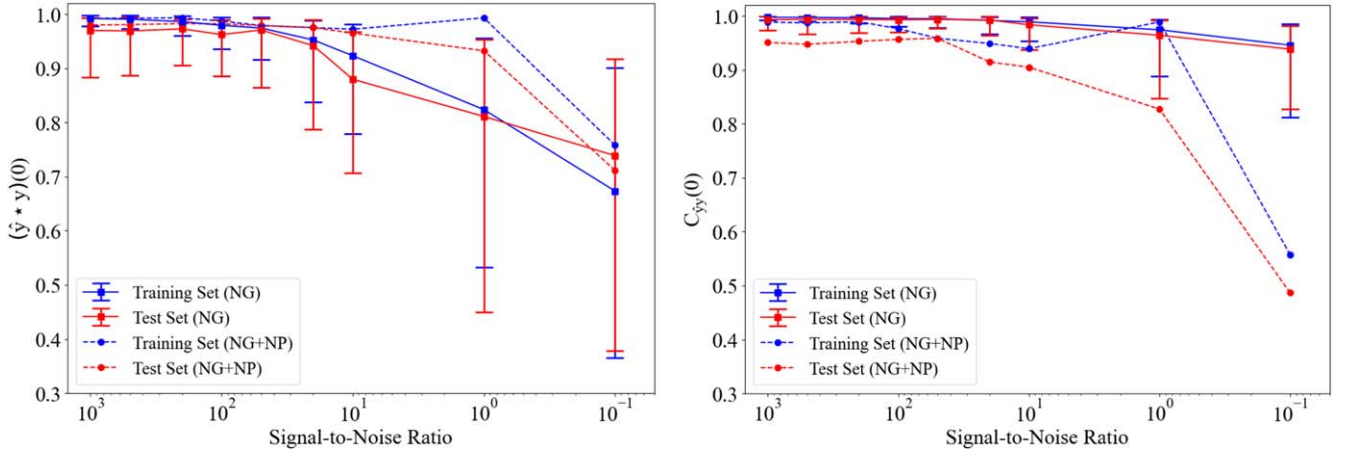 (ŷ ⋆ y)(0)
1.0
0.9
0.8
0.7
0.6
0.5
0.4
0.3
Training Set (NG)
Test Set (NG)
Training Set (NG+NP)
Test Set (NG+NP)
10³ 10² 10¹ 10⁰ 10⁻¹
Signal-to-Noise Ratio
Cŷy(0)
1.0
0.9
0.8
0.7
0.6
0.5
0.4
0.3
Training Set (NG)
Test Set (NG)
Training Set (NG+NP)
Test Set (NG+NP)
10³ 10² 10¹ 10⁰ 10⁻¹
Signal-to-Noise Ratio